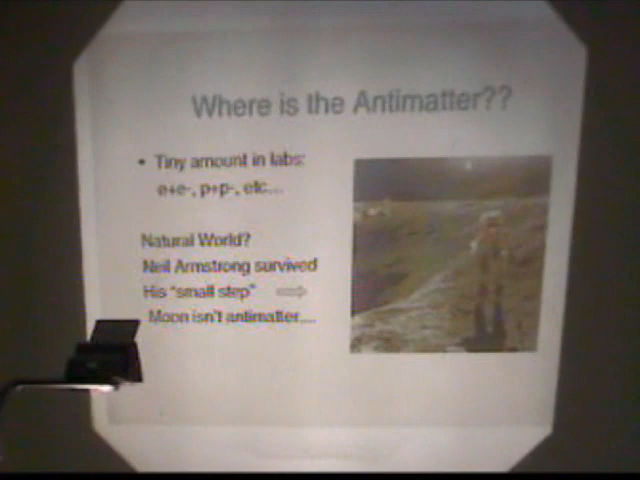 Where is the Antimatter??
• Tiny amount in labs:
e+e-, p+p-, etc...
Natural World?
Neil Armstrong survived
His "small step" ⇨
Moon isn't antimatter....